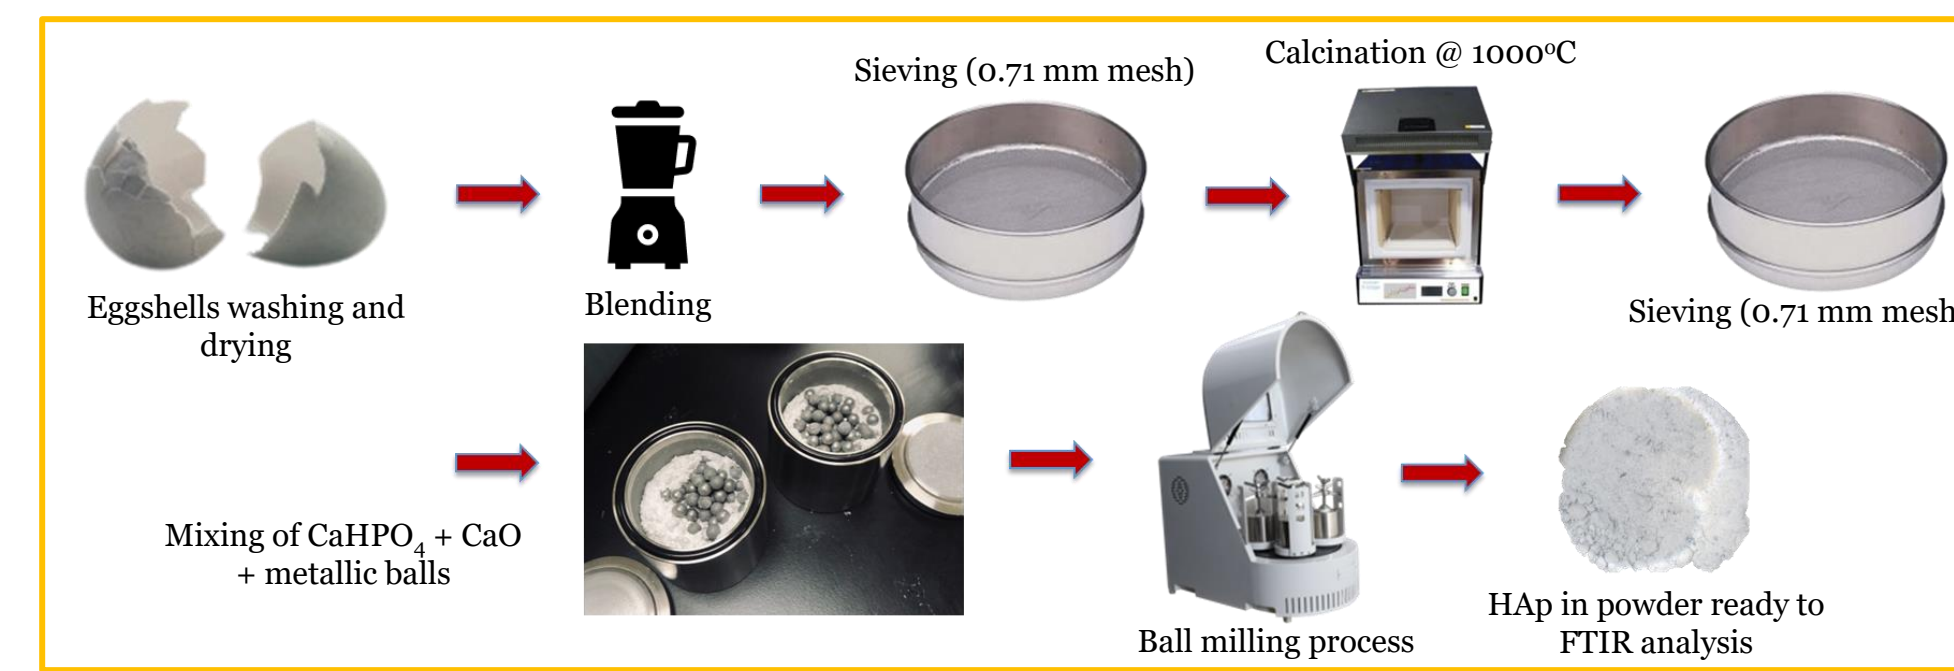 Eggshells washing and
drying
Blending
Sieving (0.71 mm mesh)
Calcination @ 1000ºC
Sieving (0.71 mm mesh
Mixing of CaHPO₄ + CaO
+ metallic balls
Ball milling process
HAp in powder ready to
FTIR analysis